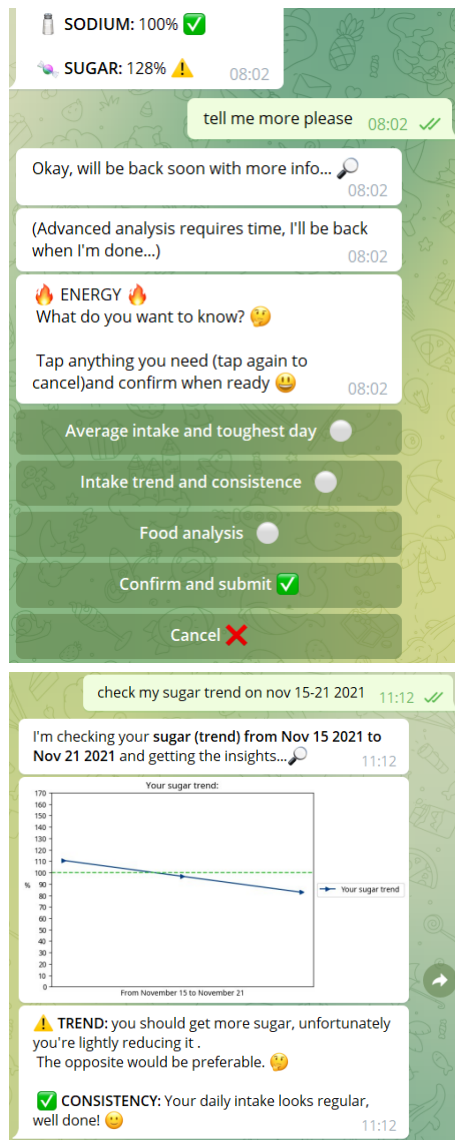 SODIUM: 100% ✅
SUGAR: 128% ⚠️ 08:02
tell me more please 08:02
Okay, will be back soon with more info... 🔎
08:02
(Advanced analysis requires time, I'll be back
when I'm done...) 08:02
🔥 ENERGY 🔥
What do you want to know? 🤔
Tap anything you need (tap again to
cancel)and confirm when ready 😃 08:02
Average intake and toughest day
Intake trend and consistence
Food analysis
Confirm and submit ✅
Cancel ❌
check my sugar trend on nov 15-21 2021 11:12
I'm checking your sugar (trend) from Nov 15 2021 to
Nov 21 2021 and getting the insights...🔎 11:12
Your sugar trend:
170
160
150
140
130
120
110
100
90
%
80
70
60
50
40
30
20
10
0
Your sugar trend
From November 15 to November 21
⚠️ TREND: you should get more sugar, unfortunately
you're lightly reducing it .
The opposite would be preferable. 🤔
✅ CONSISTENCY: Your daily intake looks regular,
well done! 🙂 11:12